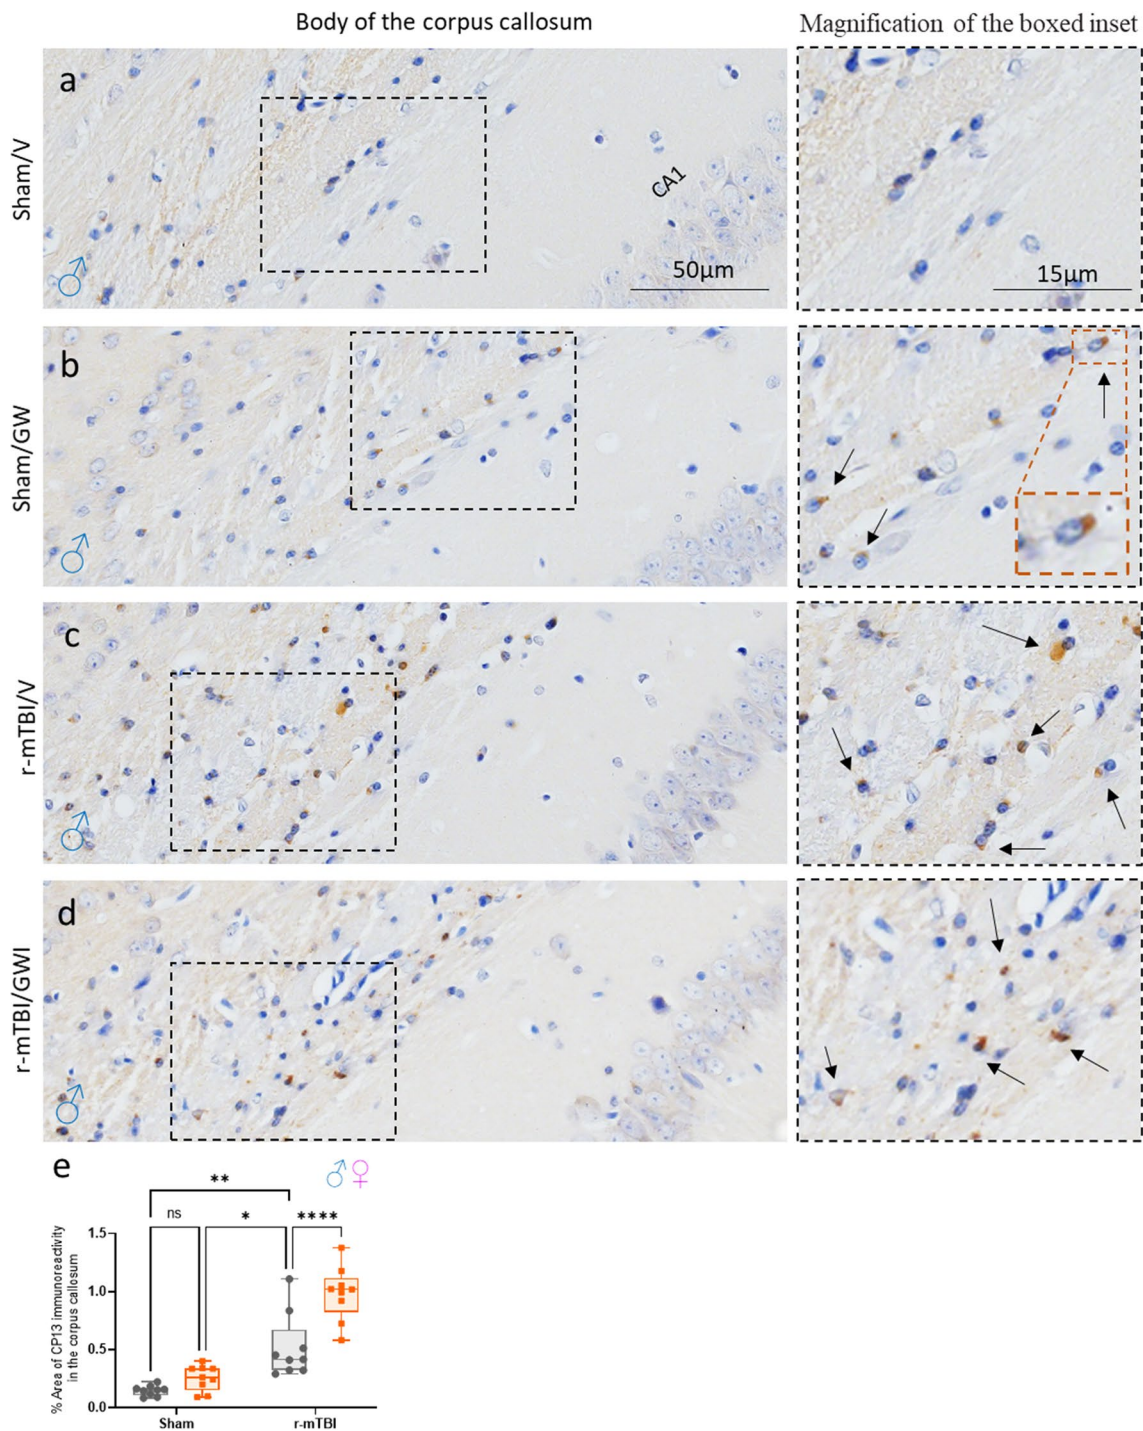 Body of the corpus callosum
Magnification of the boxed inset
Sham/V
a
CA1
50μm
15μm
Sham/GW
b
r-mTBI/V
c
r-mTBI/GWI
d
e
**
ns
*
****
% Area of CP13 immunoreactivity
in the corpus callosum
1.5
1.0
0.5
0.0
Sham
r-mTBI